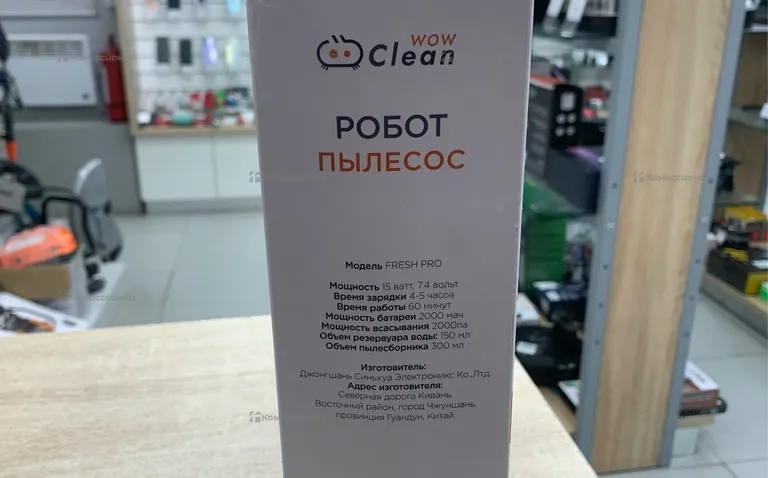 WOW
Clean
РОБОТ
ПЫЛЕСОС
Модель FRESH PRO
Мощность 15 ватт, 7.4 вольт
Время зарядки 4-5 часов
Время работы 60 минут
Мощность батареи 2000 мач
Мощность всасывания 2000па
Объем резервуара воды: 150 мл
Объем пылесборника 300 мл
Изготовитель:
Джонгшань Синьхуа Электроникс Ко.,Лтд.
Адрес изготовителя:
Северная дорога Кивань,
Восточный район, город Чжуншань,
провинция Гуандун, Китай.